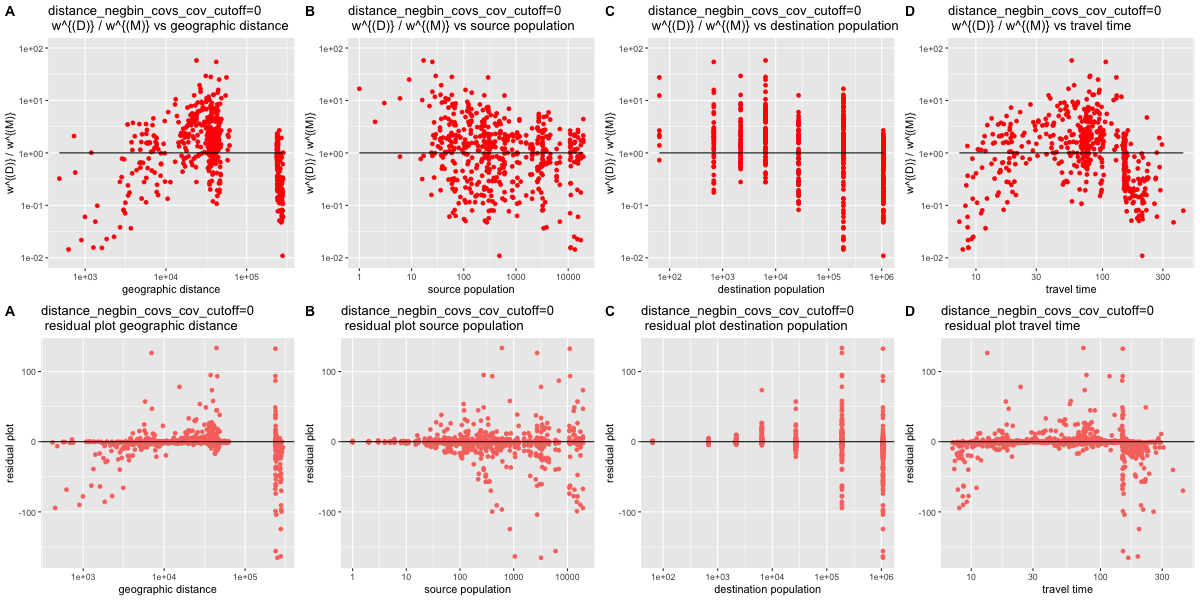 A
distance_negbin_covs_cov_cutoff=0
w^{(D)} / w^{(M)} vs geographic distance
1e+02
1e+01
1e+00
1e-01
1e-02
w^{(D)} / w^{(M)}
1e+03
1e+04
1e+05
geographic distance
B
distance_negbin_covs_cov_cutoff=0
w^{(D)} / w^{(M)} vs source population
1e+02
1e+01
1e+00
1e-01
1e-02
w^{(D)} / w^{(M)}
1
10
100
1000
10000
source population
C
distance_negbin_covs_cov_cutoff=0
w^{(D)} / w^{(M)} vs destination population
1e+02
1e+01
1e+00
1e-01
1e-02
w^{(D)} / w^{(M)}
1e+02
1e+03
1e+04
1e+05
1e+06
destination population
D
distance_negbin_covs_cov_cutoff=0
w^{(D)} / w^{(M)} vs travel time
1e+02
1e+01
1e+00
1e-01
1e-02
w^{(D)} / w^{(M)}
10
30
100
300
travel time
A
distance_negbin_covs_cov_cutoff=0
residual plot geographic distance
100
0
-100
residual plot
1e+03
1e+04
1e+05
geographic distance
B
distance_negbin_covs_cov_cutoff=0
residual plot source population
100
0
-100
residual plot
1
10
100
1000
10000
source population
C
distance_negbin_covs_cov_cutoff=0
residual plot destination population
100
0
-100
residual plot
1e+02
1e+03
1e+04
1e+05
1e+06
destination population
D
distance_negbin_covs_cov_cutoff=0
residual plot travel time
100
0
-100
residual plot
10
30
100
300
travel time